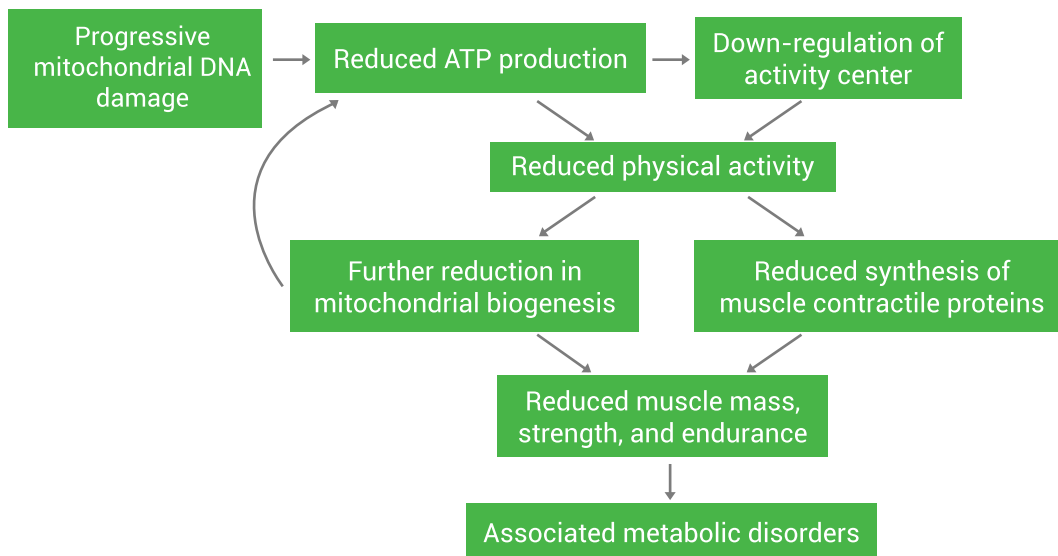 Progressive
mitochondrial DNA
damage
Reduced ATP production
Down-regulation of
activity center
Reduced physical activity
Further reduction in
mitochondrial biogenesis
Reduced synthesis of
muscle contractile proteins
Reduced muscle mass,
strength, and endurance
Associated metabolic disorders